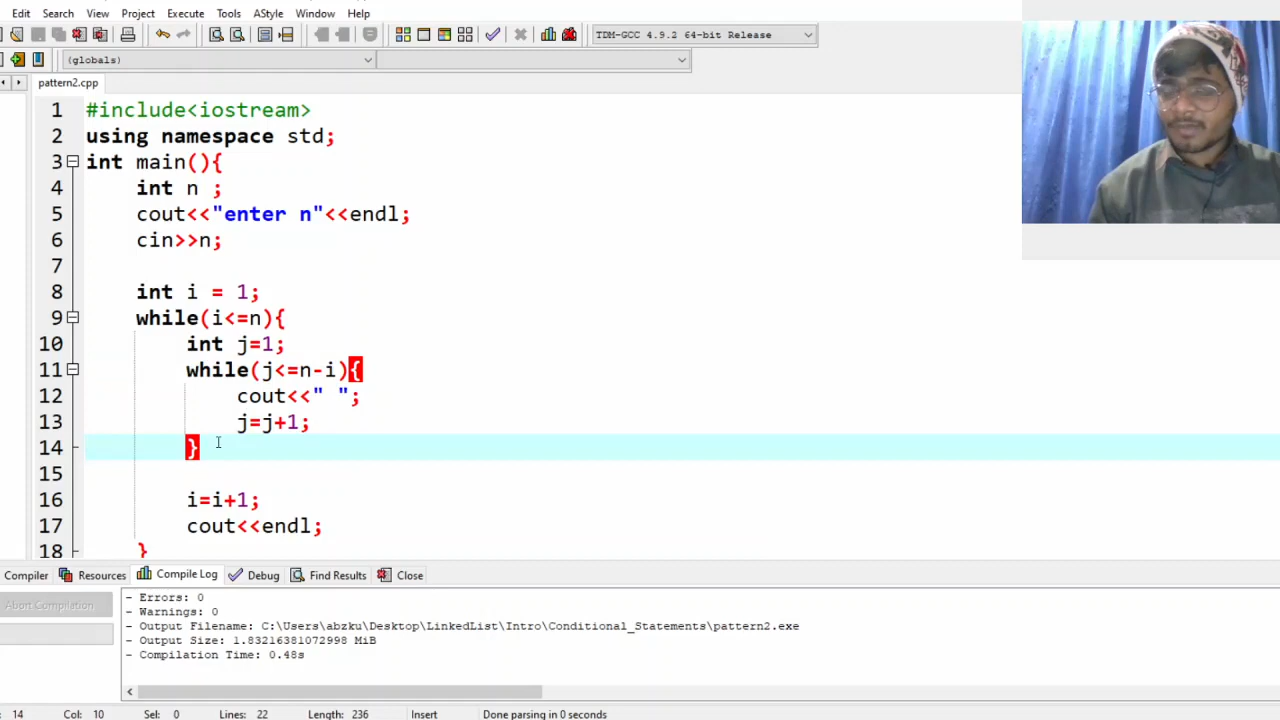 Edit Search View Project Execute Tools AStyle Window Help
TDM-GCC 4.9.2 64-bit Release
(globals)
pattern2.cpp
1 #include<iostream>
2 using namespace std;
3 int main(){
4 int n ;
5 cout<<"enter n"<<endl;
6 cin>>n;
7
8 int i = 1;
9 while(i<=n){
10 int j=1;
11 while(j<=n-i){
12 cout<<" ";
13 j=j+1;
14 }
15
16 i=i+1;
17 cout<<endl;
18 }
Compiler Resources Compile Log Debug Find Results Close
Abort Compilation
- Errors: 0
- Warnings: 0
- Output Filename: C:\Users\abzku\Desktop\LinkedList\Intro\Conditional_Statements\pattern2.exe
- Output Size: 1.83216381072998 MiB
- Compilation Time: 0.48s
: 14 Col: 10 Sel: 0 Lines: 22 Length: 236 Insert Done parsing in 0 seconds